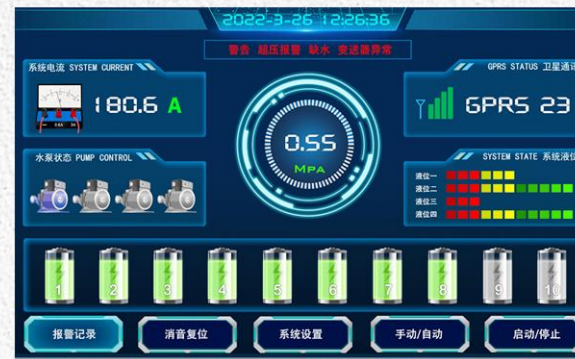 2022-3-26 12:26:36
警告 超压报警 缺水 变送器异常
系统电流 SYSTEM CURRENT
180.6 A
GPRS STATUS 卫星通讯
GPRS 23
0.55
MPA
水泵状态 PUMP CONTROL
SYSTEM STATE 系统液位
液位一
液位二
液位三
液位四
1 2 3 4 5 6 7 8 9 10
报警记录 消音复位 系统设置 手动/自动 启动/停止